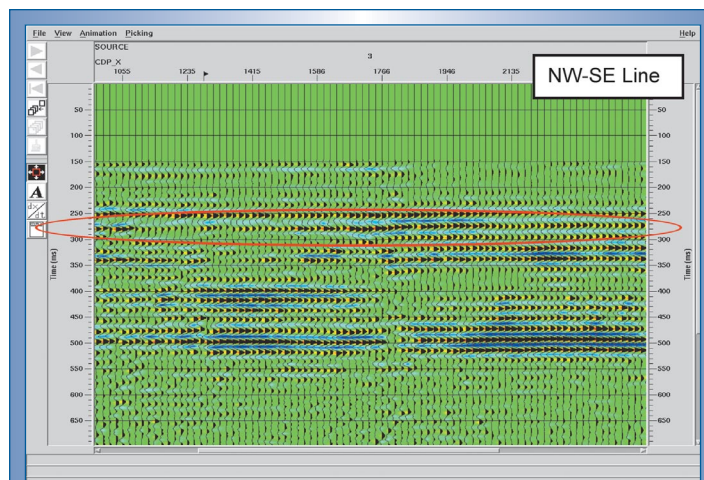 File View Animation Picking Help
SOURCE
3
CDP_X
1055 1235 1415 1586 1766 1946 2135
NW-SE Line
50 50
100 100
150 150
200 200
250 250
300 300
350 350
400 400
450 450
500 500
550 550
600 600
650 650
Time (ms) Time (ms)
A
dx/dt